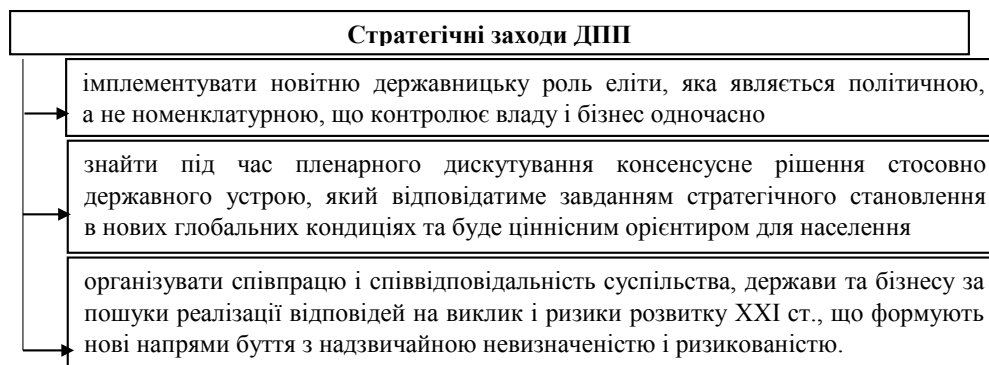 Стратегічні заходи ДПП
імплементувати новітню державницьку роль еліти, яка являється політичною,
а не номенклатурною, що контролює владу і бізнес одночасно
знайти під час пленарного дискутування консенсусне рішення стосовно
державного устрою, який відповідатиме завданням стратегічного становлення
в нових глобальних кондиціях та буде ціннісним орієнтиром для населення
організувати співпрацю і співвідповідальність суспільства, держави та бізнесу за
пошуки реалізації відповідей на виклик і ризики розвитку XXI ст., що формують
нові напрями буття з надзвичайною невизначеністю і ризикованістю.